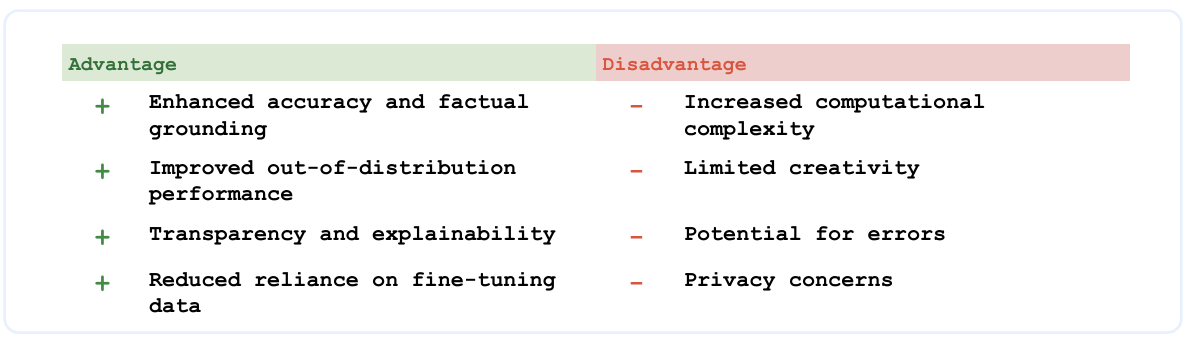 Advantage
Disadvantage
+ Enhanced accuracy and factual
grounding
- Increased computational
complexity
+ Improved out-of-distribution
performance
- Limited creativity
+ Transparency and explainability
- Potential for errors
+ Reduced reliance on fine-tuning
data
- Privacy concerns